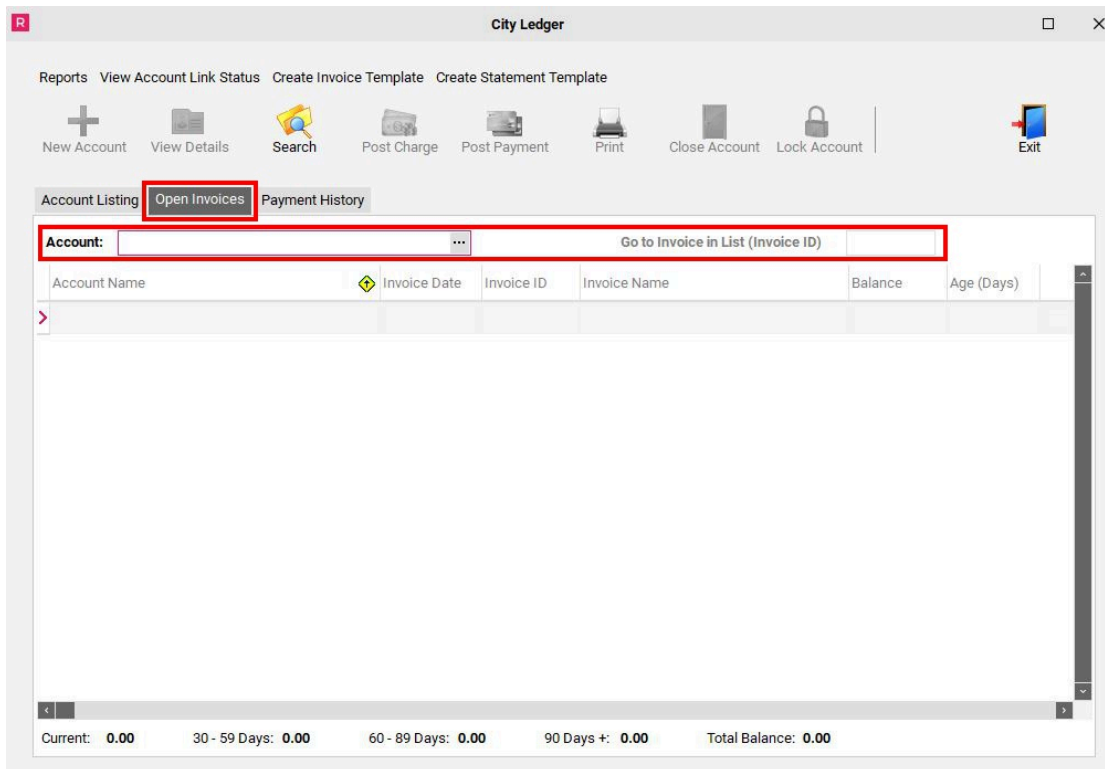 R
City Ledger
Reports View Account Link Status Create Invoice Template Create Statement Template
New Account View Details Search Post Charge Post Payment Print Close Account Lock Account Exit
Account Listing Open Invoices Payment History
Account: ... Go to Invoice in List (Invoice ID)
Account Name Invoice Date Invoice ID Invoice Name Balance Age (Days)
Current: 0.00 30 - 59 Days: 0.00 60 - 89 Days: 0.00 90 Days +: 0.00 Total Balance: 0.00